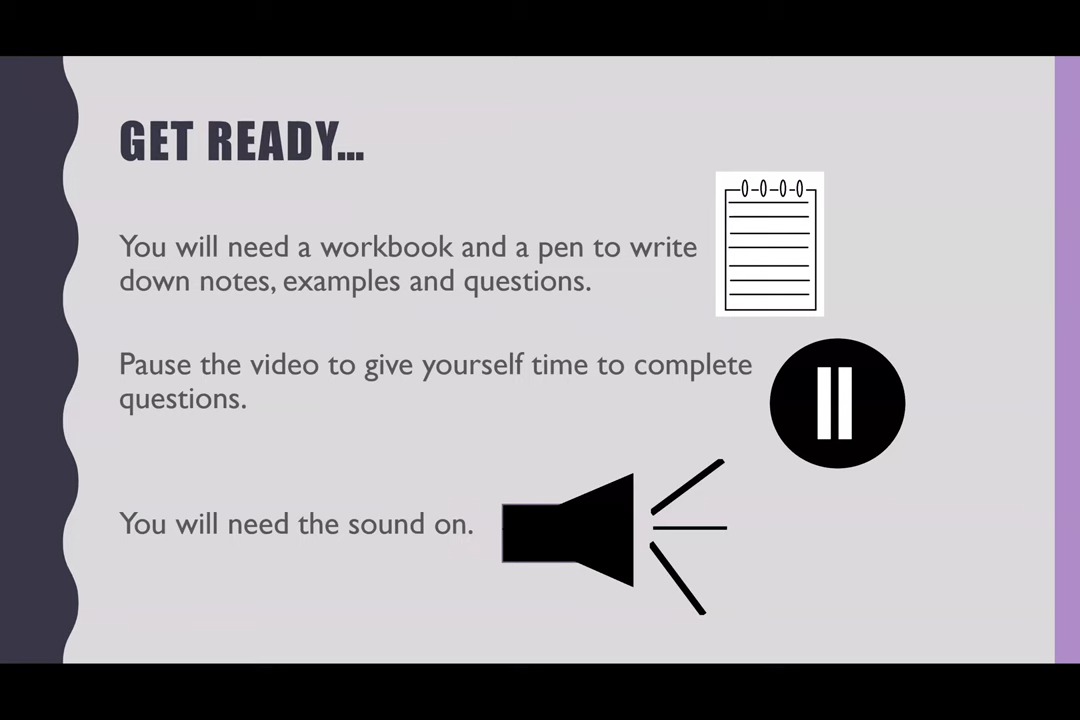 GET READY...
You will need a workbook and a pen to write
down notes, examples and questions.
Pause the video to give yourself time to complete
questions.
You will need the sound on.